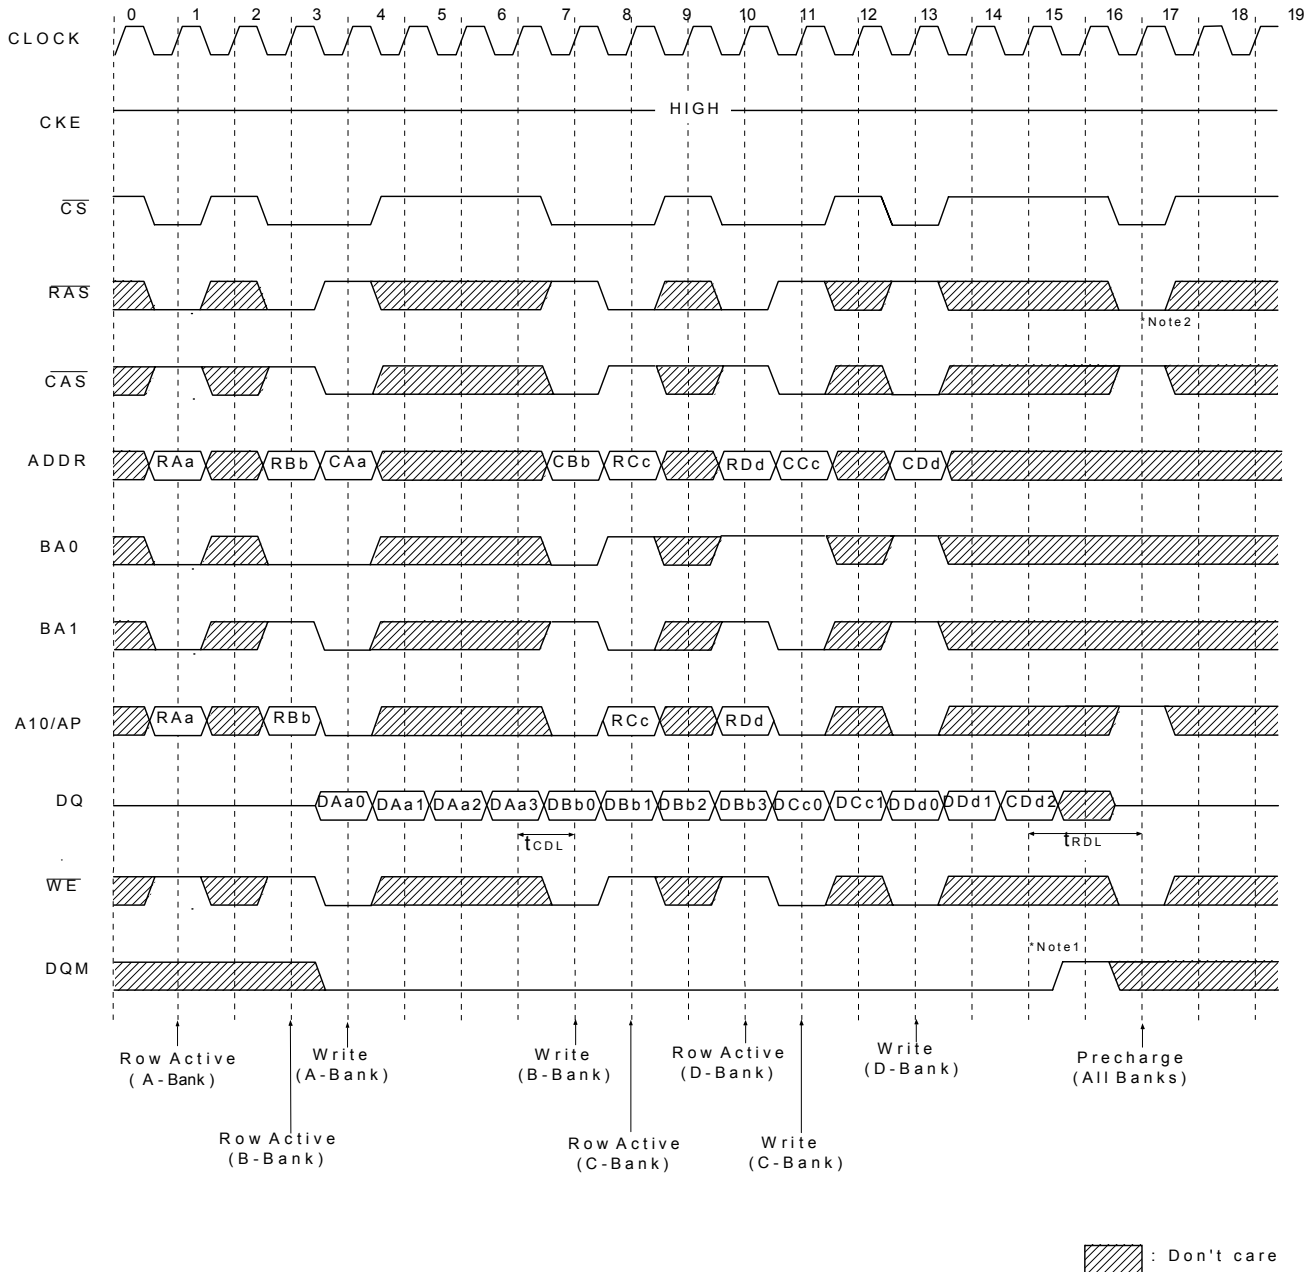 0 1 2 3 4 5 6 7 8 9 10 11 12 13 14 15 16 17 18 19
CLOCK
HIGH
CKE
CS
RAS
*Note2
CAS
ADDR RAa RBb CAa CBb RCc RDd CCc CDd
BA0
BA1
A10/AP RAa RBb RCc RDd
DQ DAa0 DAa1 DAa2 DAa3 DBb0 DBb1 DBb2 DBb3 DCc0 DCc1 DDd0 DDd1 CDd2
tCDL tRDL
WE
*Note1
DQM
Row Active
(A-Bank)
Write
(A-Bank)
Write
(B-Bank)
Row Active
(D-Bank)
Write
(D-Bank)
Precharge
(All Banks)
Row Active
(B-Bank)
Row Active
(C-Bank)
Write
(C-Bank)
: Don't care